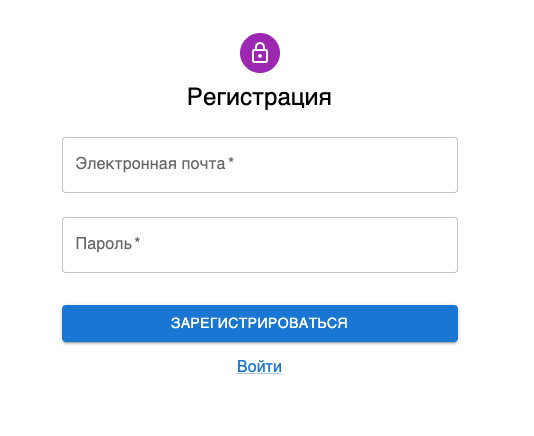 Регистрация
Электронная почта *
Пароль *
ЗАРЕГИСТРИРОВАТЬСЯ
Войти